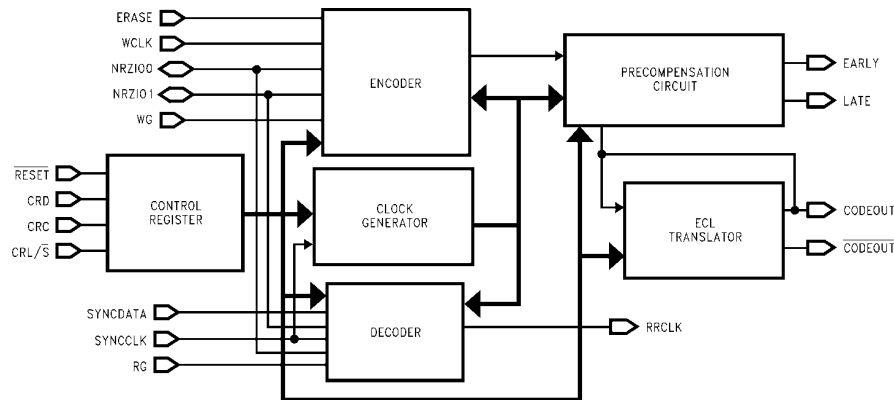 ERASE
WCLK
NRZIO0
NRZIO1
WG
ENCODER
PRECOMPENSATION
CIRCUIT
EARLY
LATE
RESET
CRD
CRC
CRL/S
CONTROL
REGISTER
CLOCK
GENERATOR
ECL
TRANSLATOR
CODEOUT
CODEOUT
SYNCDATA
SYNCCLK
RG
DECODER
RRCLK